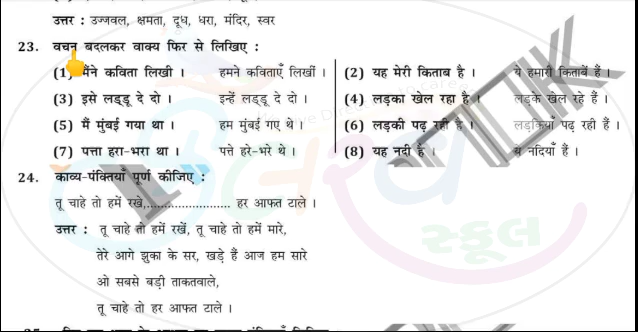 उत्तर : उज्जवल, क्षमता, दूध, धरा, मंदिर, स्वर
23. वचन बदलकर वाक्य फिर से लिखिए :
(1) मैंने कविता लिखी । हमने कविताएँ लिखीं । (2) यह मेरी किताब है । ये हमारी किताबें हैं ।
(3) इसे लड्डू दे दो । इन्हें लड्डू दे दो । (4) लड़का खेल रहा है । लड़के खेल रहे हैं ।
(5) मैं मुंबई गया था । हम मुंबई गए थे । (6) लड़की पढ़ रही है । लड़कियाँ पढ़ रही हैं ।
(7) पत्ता हरा-भरा था । पत्ते हरे-भरे थे । (8) यह नदी है । ये नदियाँ हैं ।
24. काव्य-पंक्तियाँ पूर्ण कीजिए :
तू चाहे तो हमें रखे,........................ हर आफत टाले ।
उत्तर : तू चाहे तो हमें रखें, तू चाहे तो हमें मारे,
तेरे आगे झुका के सर, खड़े हैं आज हम सारे
ओ सबसे बड़ी ताकतवाले,
तू चाहे तो हर आफत टाले ।